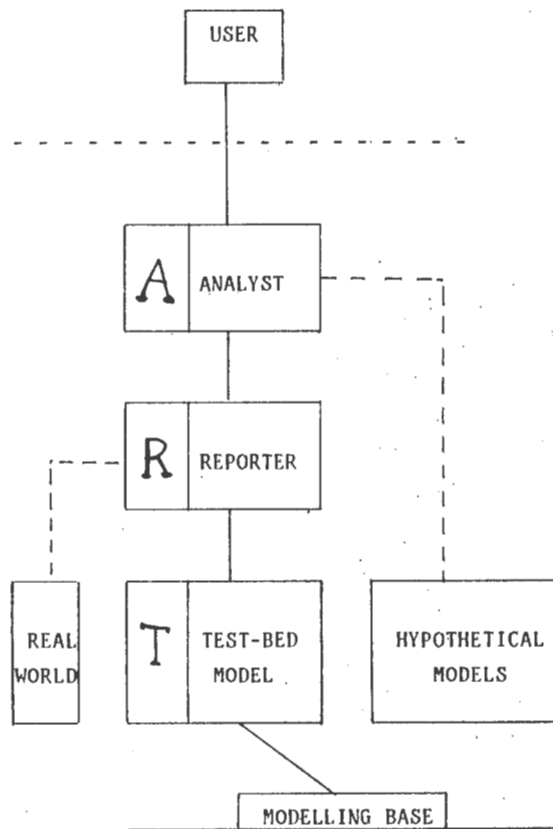 USER
A ANALYST
R REPORTER
REAL
WORLD
T TEST-BED
MODEL
HYPOTHETICAL
MODELS
MODELLING BASE